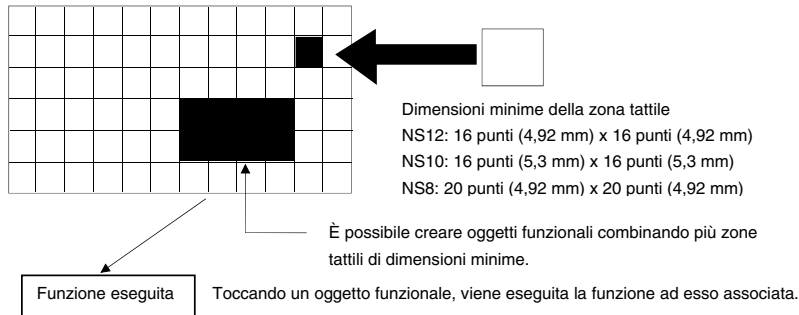 Dimensioni minime della zona tattile
NS12: 16 punti (4,92 mm) x 16 punti (4,92 mm)
NS10: 16 punti (5,3 mm) x 16 punti (5,3 mm)
NS8: 20 punti (4,92 mm) x 20 punti (4,92 mm)
È possibile creare oggetti funzionali combinando più zone
tattili di dimensioni minime.
Funzione eseguita
Toccando un oggetto funzionale, viene eseguita la funzione ad esso associata.